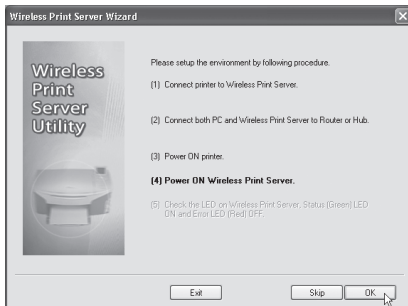 Wireless Print Server Wizard
Wireless
Print
Server
Utility
Please setup the environment by following procedure.
(1) Connect printer to Wireless Print Server.
(2) Connect both PC and Wireless Print Server to Router or Hub.
(3) Power ON printer.
(4) Power ON Wireless Print Server.
(5) Check the LED on Wireless Print Server, Status (Green) LED
ON and Error LED (Red) OFF.
Exit
Skip
OK